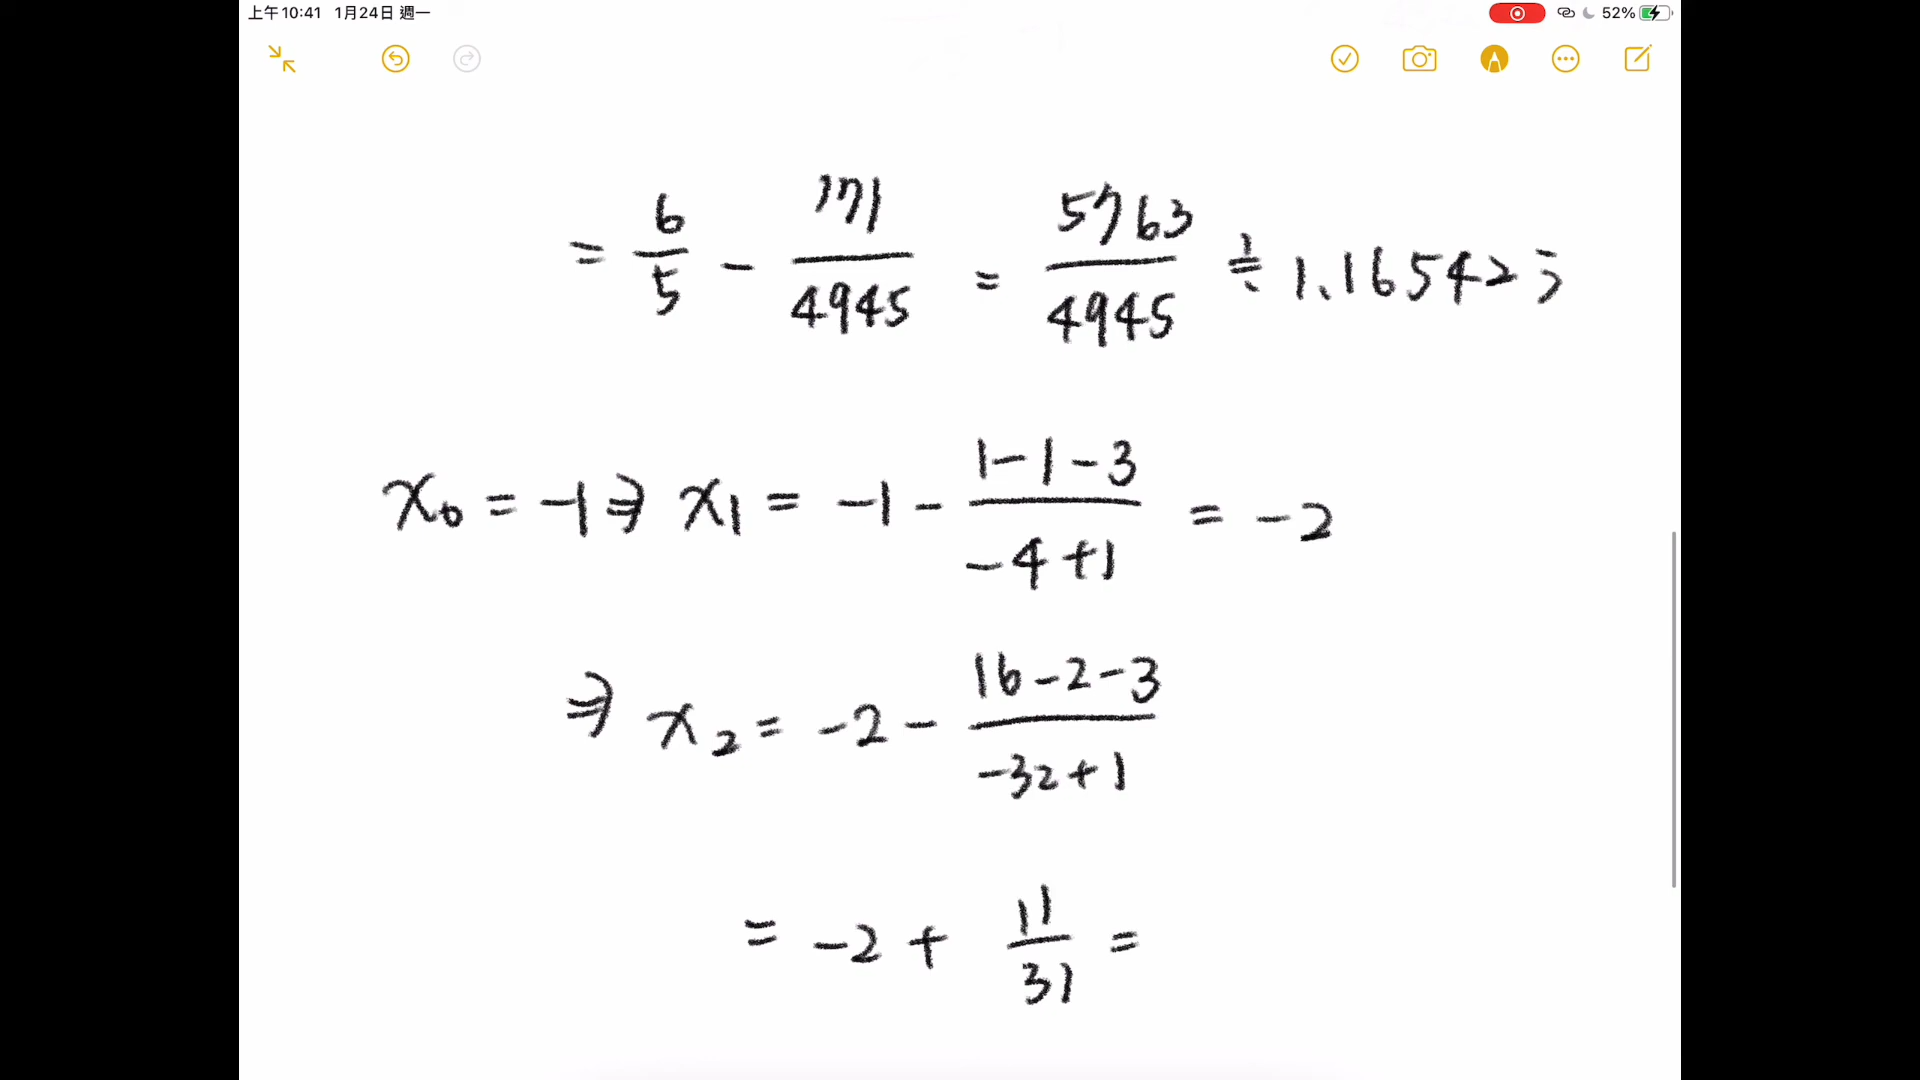 上午10:41 1月24日 週一 52%
= 6/5 - 171/4945 = 5763/4945 ≑ 1.165423
x₀ = -1 ⇒ x₁ = -1 - (1-1-3)/(-4+1) = -2
⇒ x₂ = -2 - (16-2-3)/(-32+1)
= -2 + 11/31 =